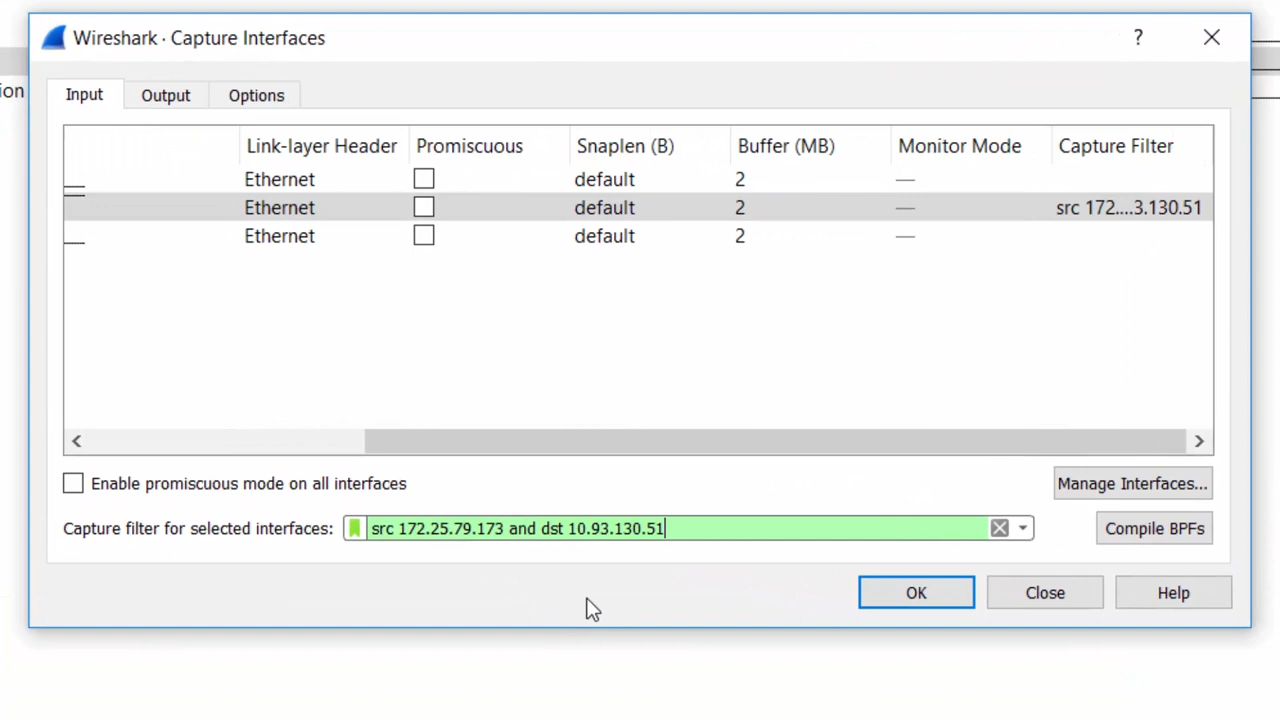 Wireshark · Capture Interfaces
?
ion
Input Output Options
Link-layer Header Promiscuous Snaplen (B) Buffer (MB) Monitor Mode Capture Filter
Ethernet default 2 —
Ethernet default 2 — src 172....3.130.51
Ethernet default 2 —
Enable promiscuous mode on all interfaces
Manage Interfaces...
Capture filter for selected interfaces: src 172.25.79.173 and dst 10.93.130.51
Compile BPFs
OK Close Help